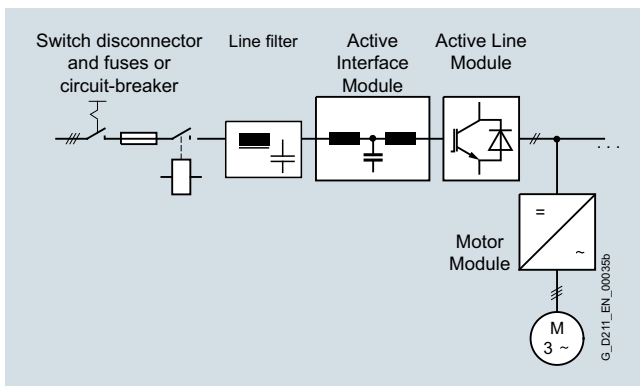 Switch disconnector
and fuses or
circuit-breaker
Line filter
Active
Interface
Module
Active Line
Module
. . .
=
~
Motor
Module
M
3 ~
G_D211_EN_00035b